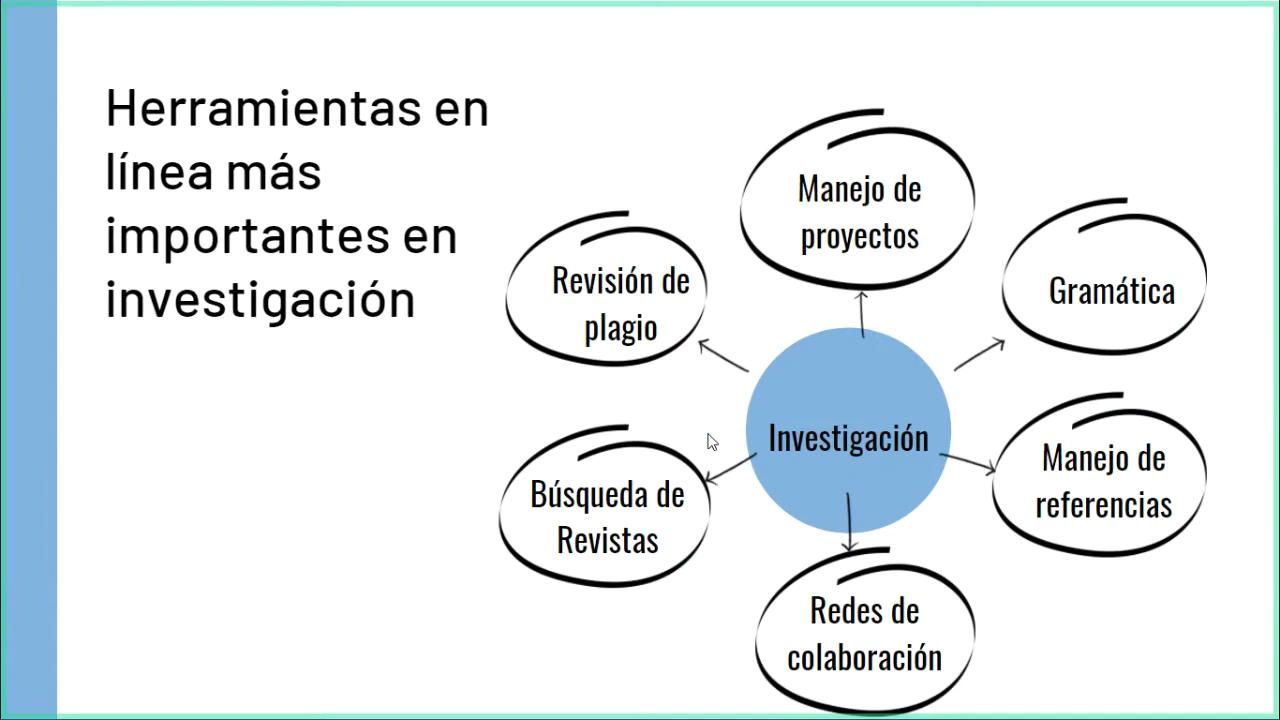 Herramientas en
línea más
importantes en
investigación
Manejo de
proyectos
Gramática
Revisión de
plagio
Investigación
Manejo de
referencias
Búsqueda de
Revistas
Redes de
colaboración